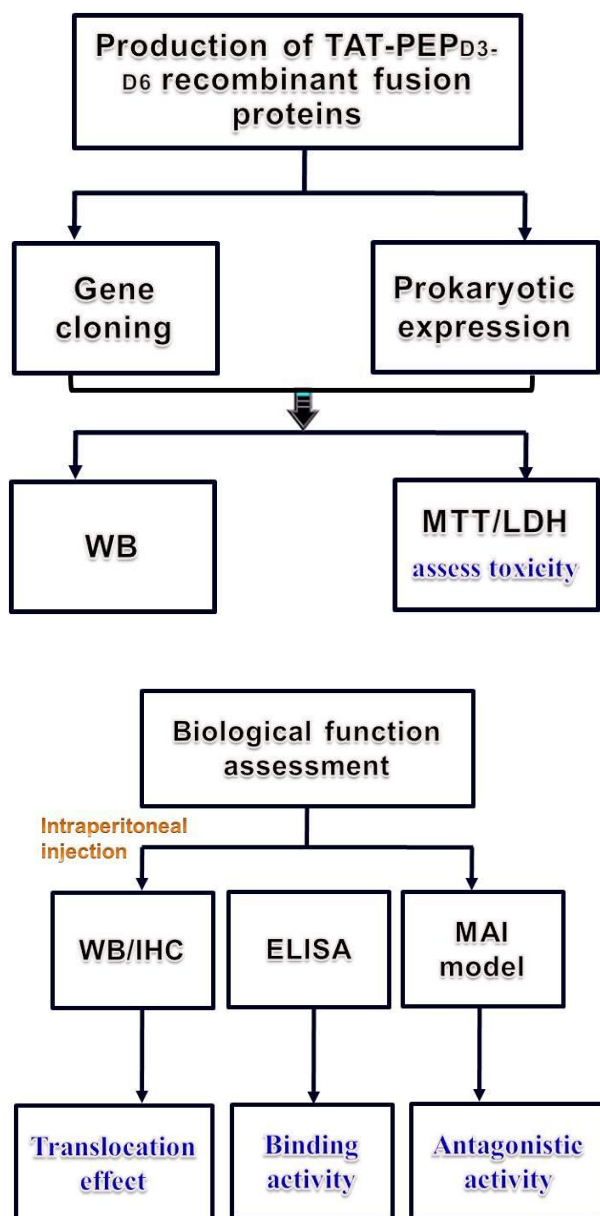 Production of TAT-PEPD3-
D6 recombinant fusion
proteins
Gene
cloning
Prokaryotic
expression
WB
MTT/LDH
assess toxicity
Biological function
assessment
Intraperitoneal
injection
WB/IHC
ELISA
MAI
model
Translocation
effect
Binding
activity
Antagonistic
activity